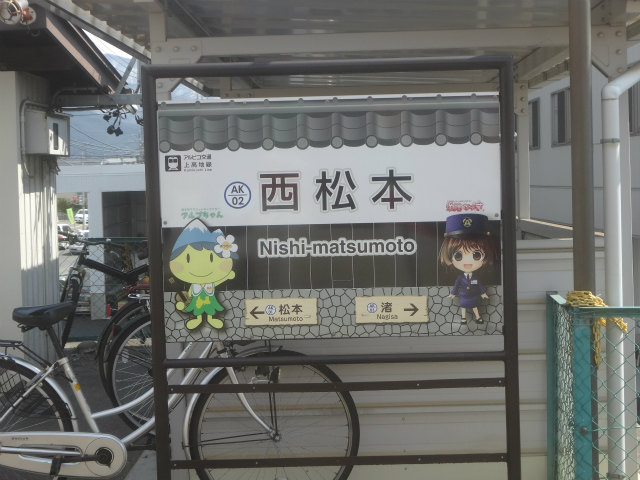 アルピコ交通
上高地線
AK
02
西松本
アルプちゃん
Nishi-matsumoto
← 松本
Matsumoto
渚 →
Nagisa